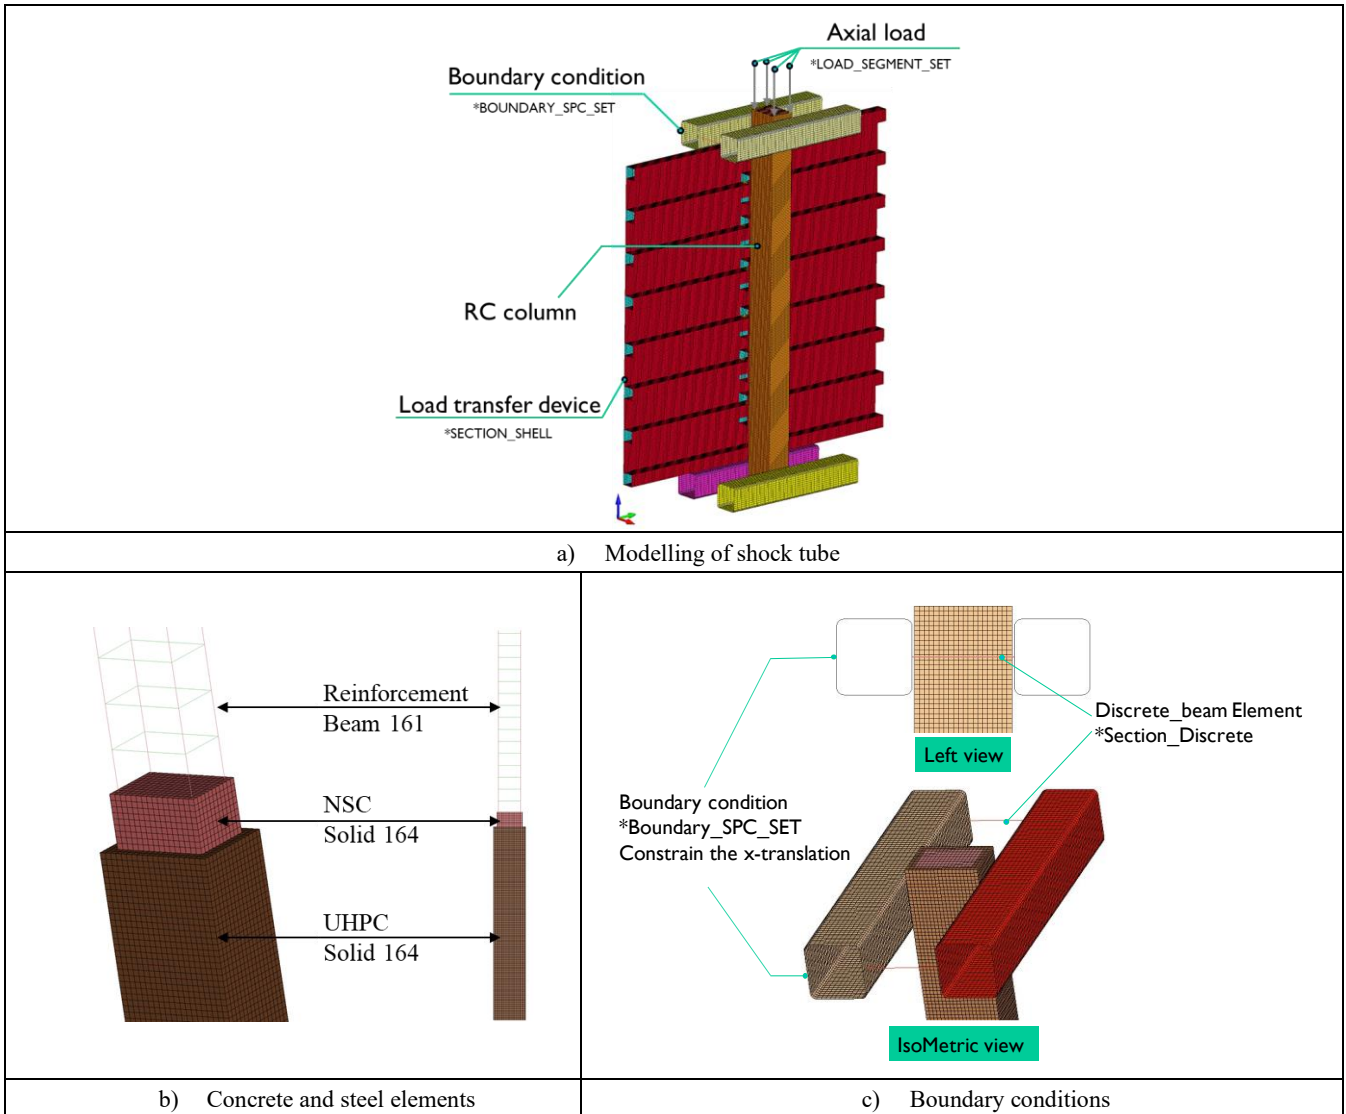 Axial load
*LOAD_SEGMENT_SET
Boundary condition
*BOUNDARY_SPC_SET
RC column
Load transfer device
*SECTION_SHELL
a) Modelling of shock tube
Reinforcement
Beam 161
NSC
Solid 164
UHPC
Solid 164
b) Concrete and steel elements
Discrete_beam Element
*Section_Discrete
Left view
Boundary condition
*Boundary_SPC_SET
Constrain the x-translation
IsoMetric view
c) Boundary conditions